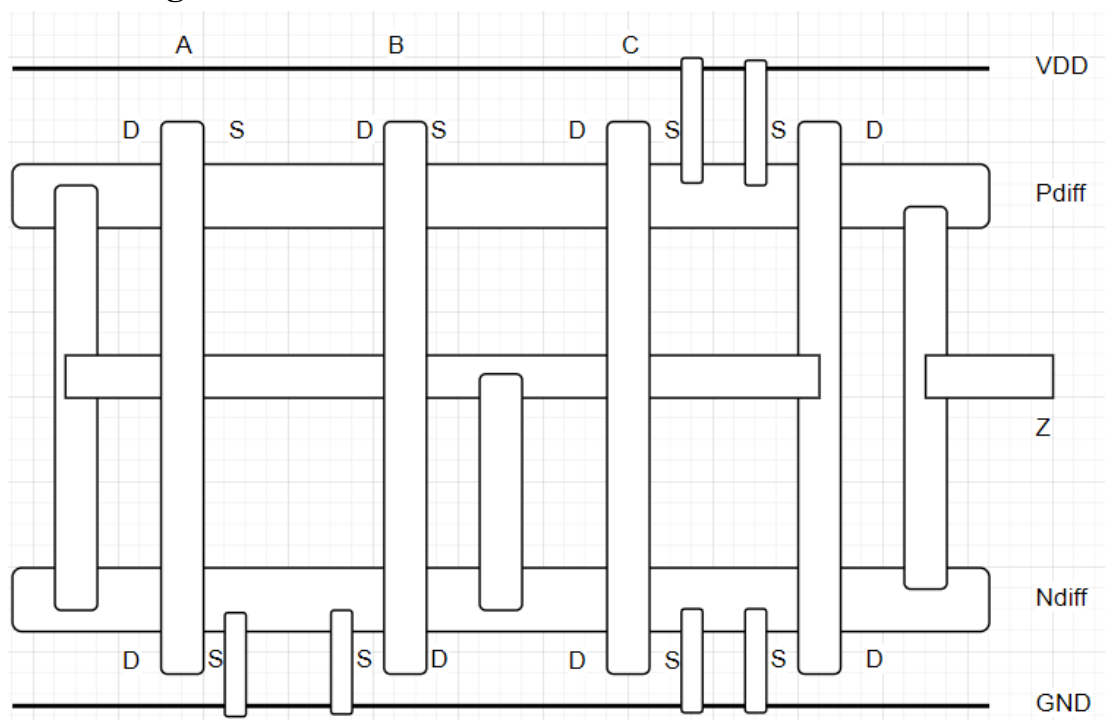 A B C
VDD
D S D S D S S D
Pdiff
Z
Ndiff
D S S D D S S D
GND